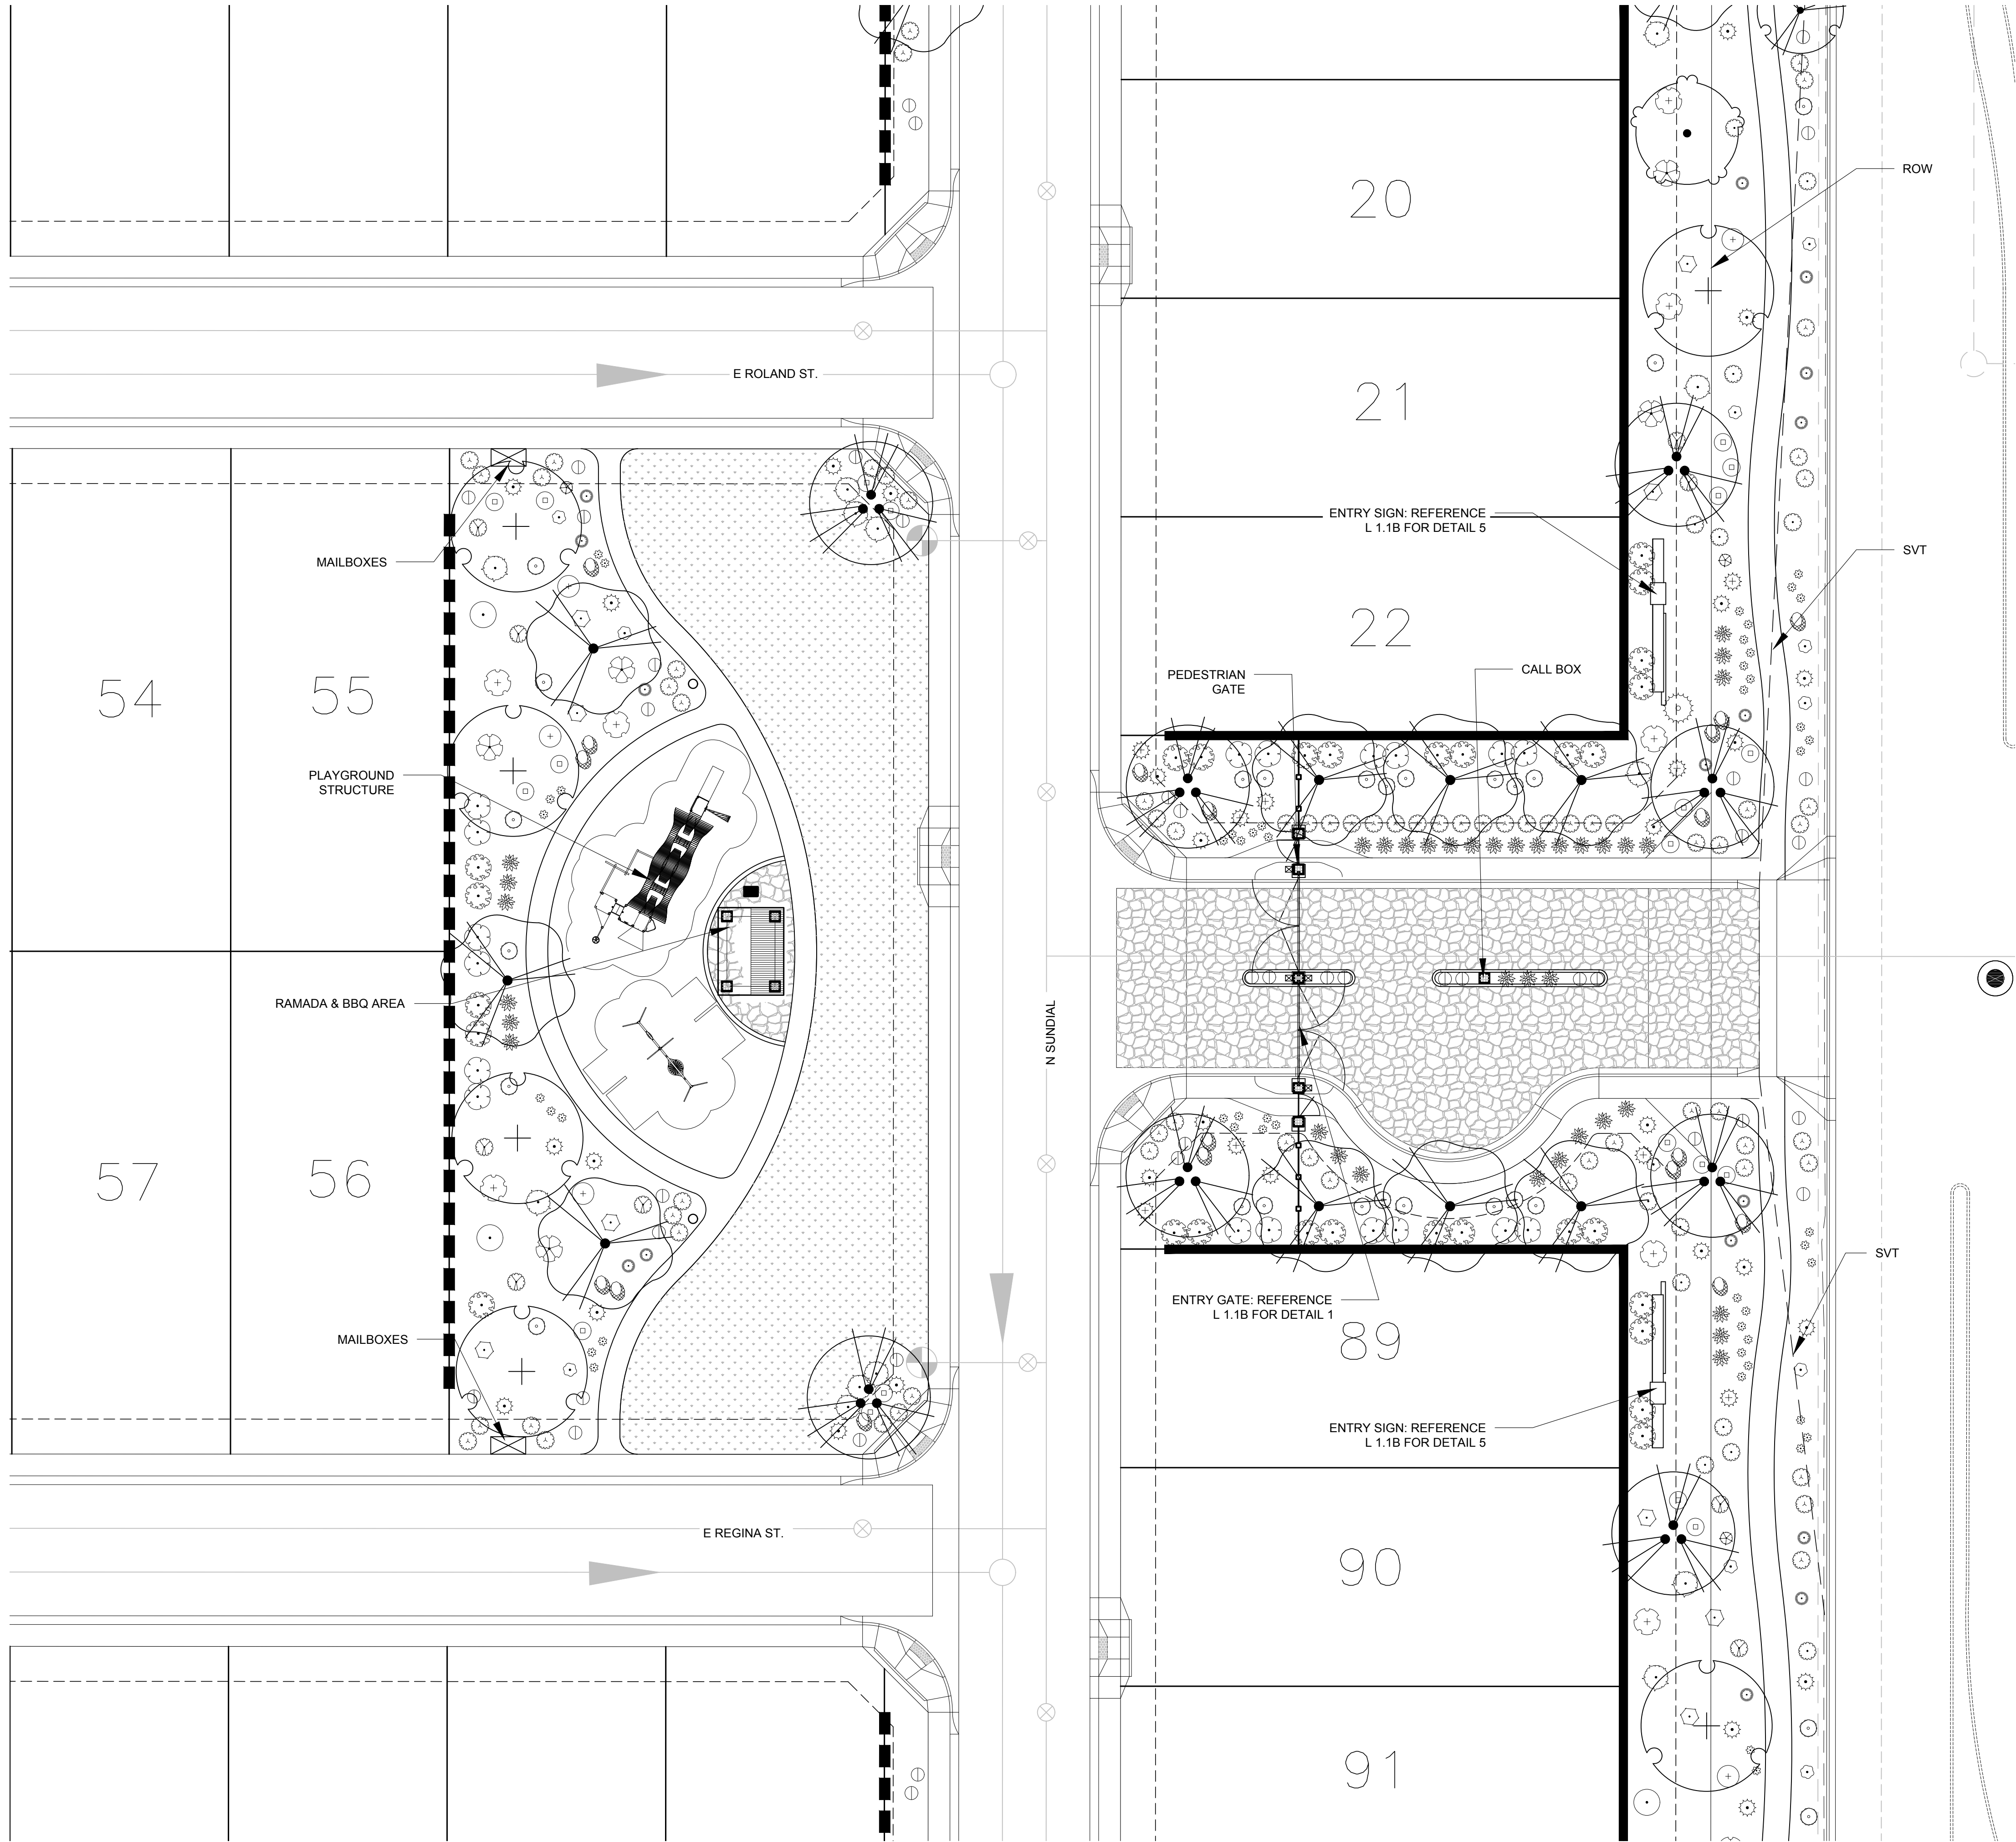 20
ROW
E ROLAND ST.
21
ENTRY SIGN: REFERENCE
L 1.1B FOR DETAIL 5
MAILBOXES
SVT
22
54
55
PEDESTRIAN
GATE
CALL BOX
PLAYGROUND
STRUCTURE
RAMADA & BBQ AREA
N SUNDIAL
57
56
SVT
ENTRY GATE: REFERENCE
L 1.1B FOR DETAIL 1
89
MAILBOXES
ENTRY SIGN: REFERENCE
L 1.1B FOR DETAIL 5
E REGINA ST.
90
91